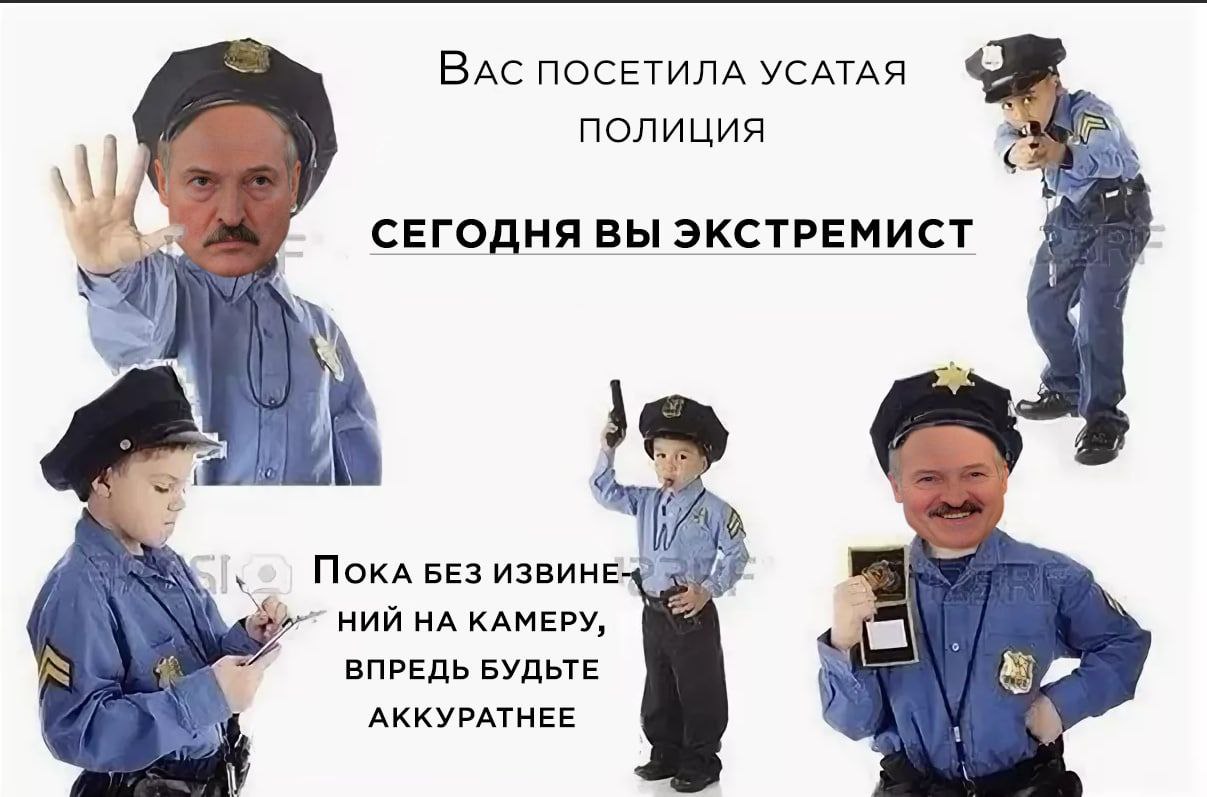 Вас посетила усатая
полиция
СЕГОДНЯ ВЫ ЭКСТРЕМИСТ
Пока без извине-
ний на камеру,
впредь будьте
аккуратнее